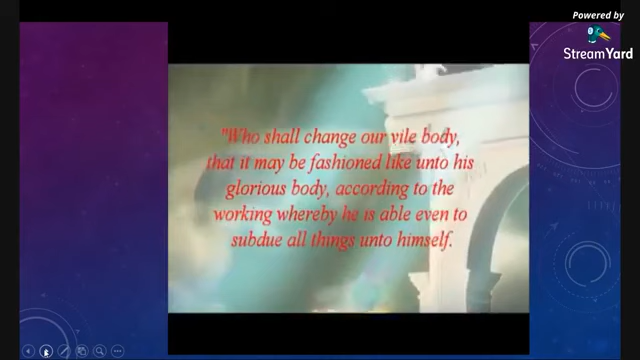 Powered by
StreamYard
"Who shall change our vile body,
that it may be fashioned like unto his
glorious body, according to the
working whereby he is able even to
subdue all things unto himself.